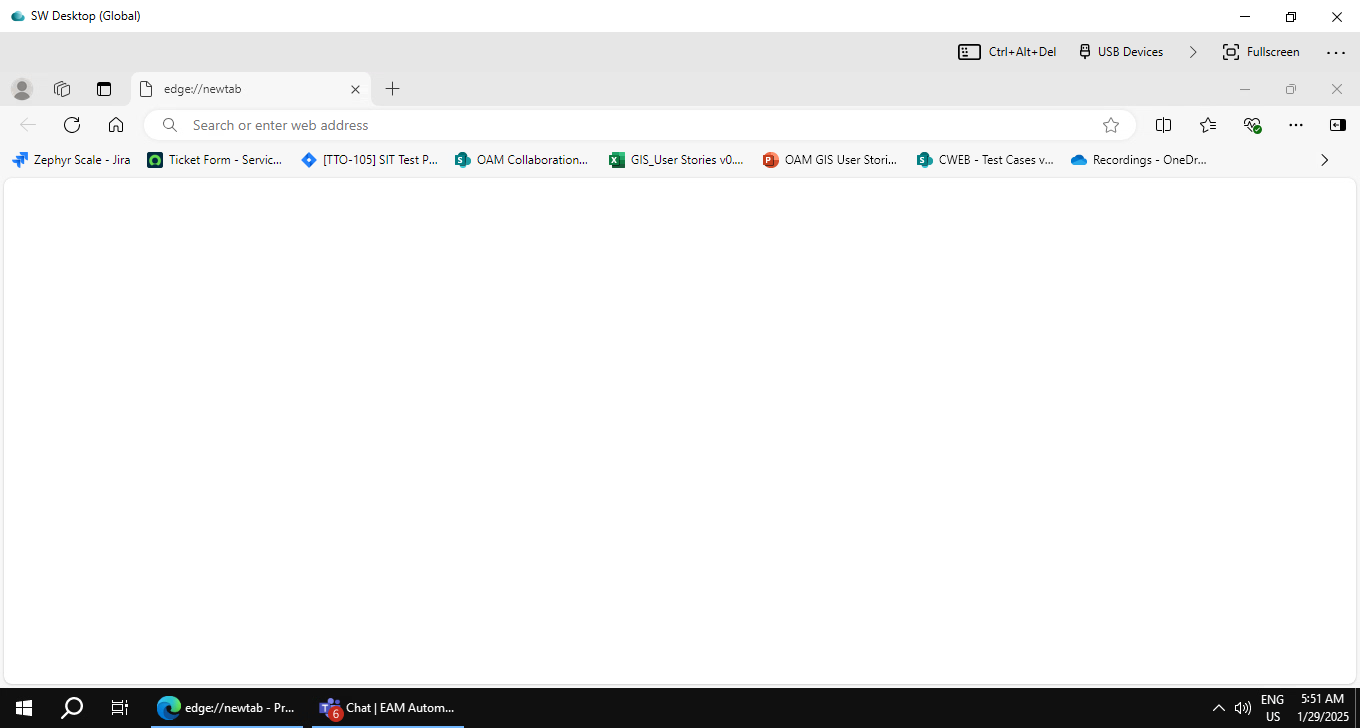 SW Desktop (Global)
Ctrl+Alt+Del USB Devices Fullscreen
edge://newtab
Search or enter web address
Zephyr Scale - Jira Ticket Form - Servic... [TTO-105] SIT Test P... OAM Collaboration... GIS_User Stories v0.... OAM GIS User Stori... CWEB - Test Cases v... Recordings - OneDr...
edge://newtab - Pr... 6 Chat | EAM Autom... ENG 5:51 AM
US 1/29/2025